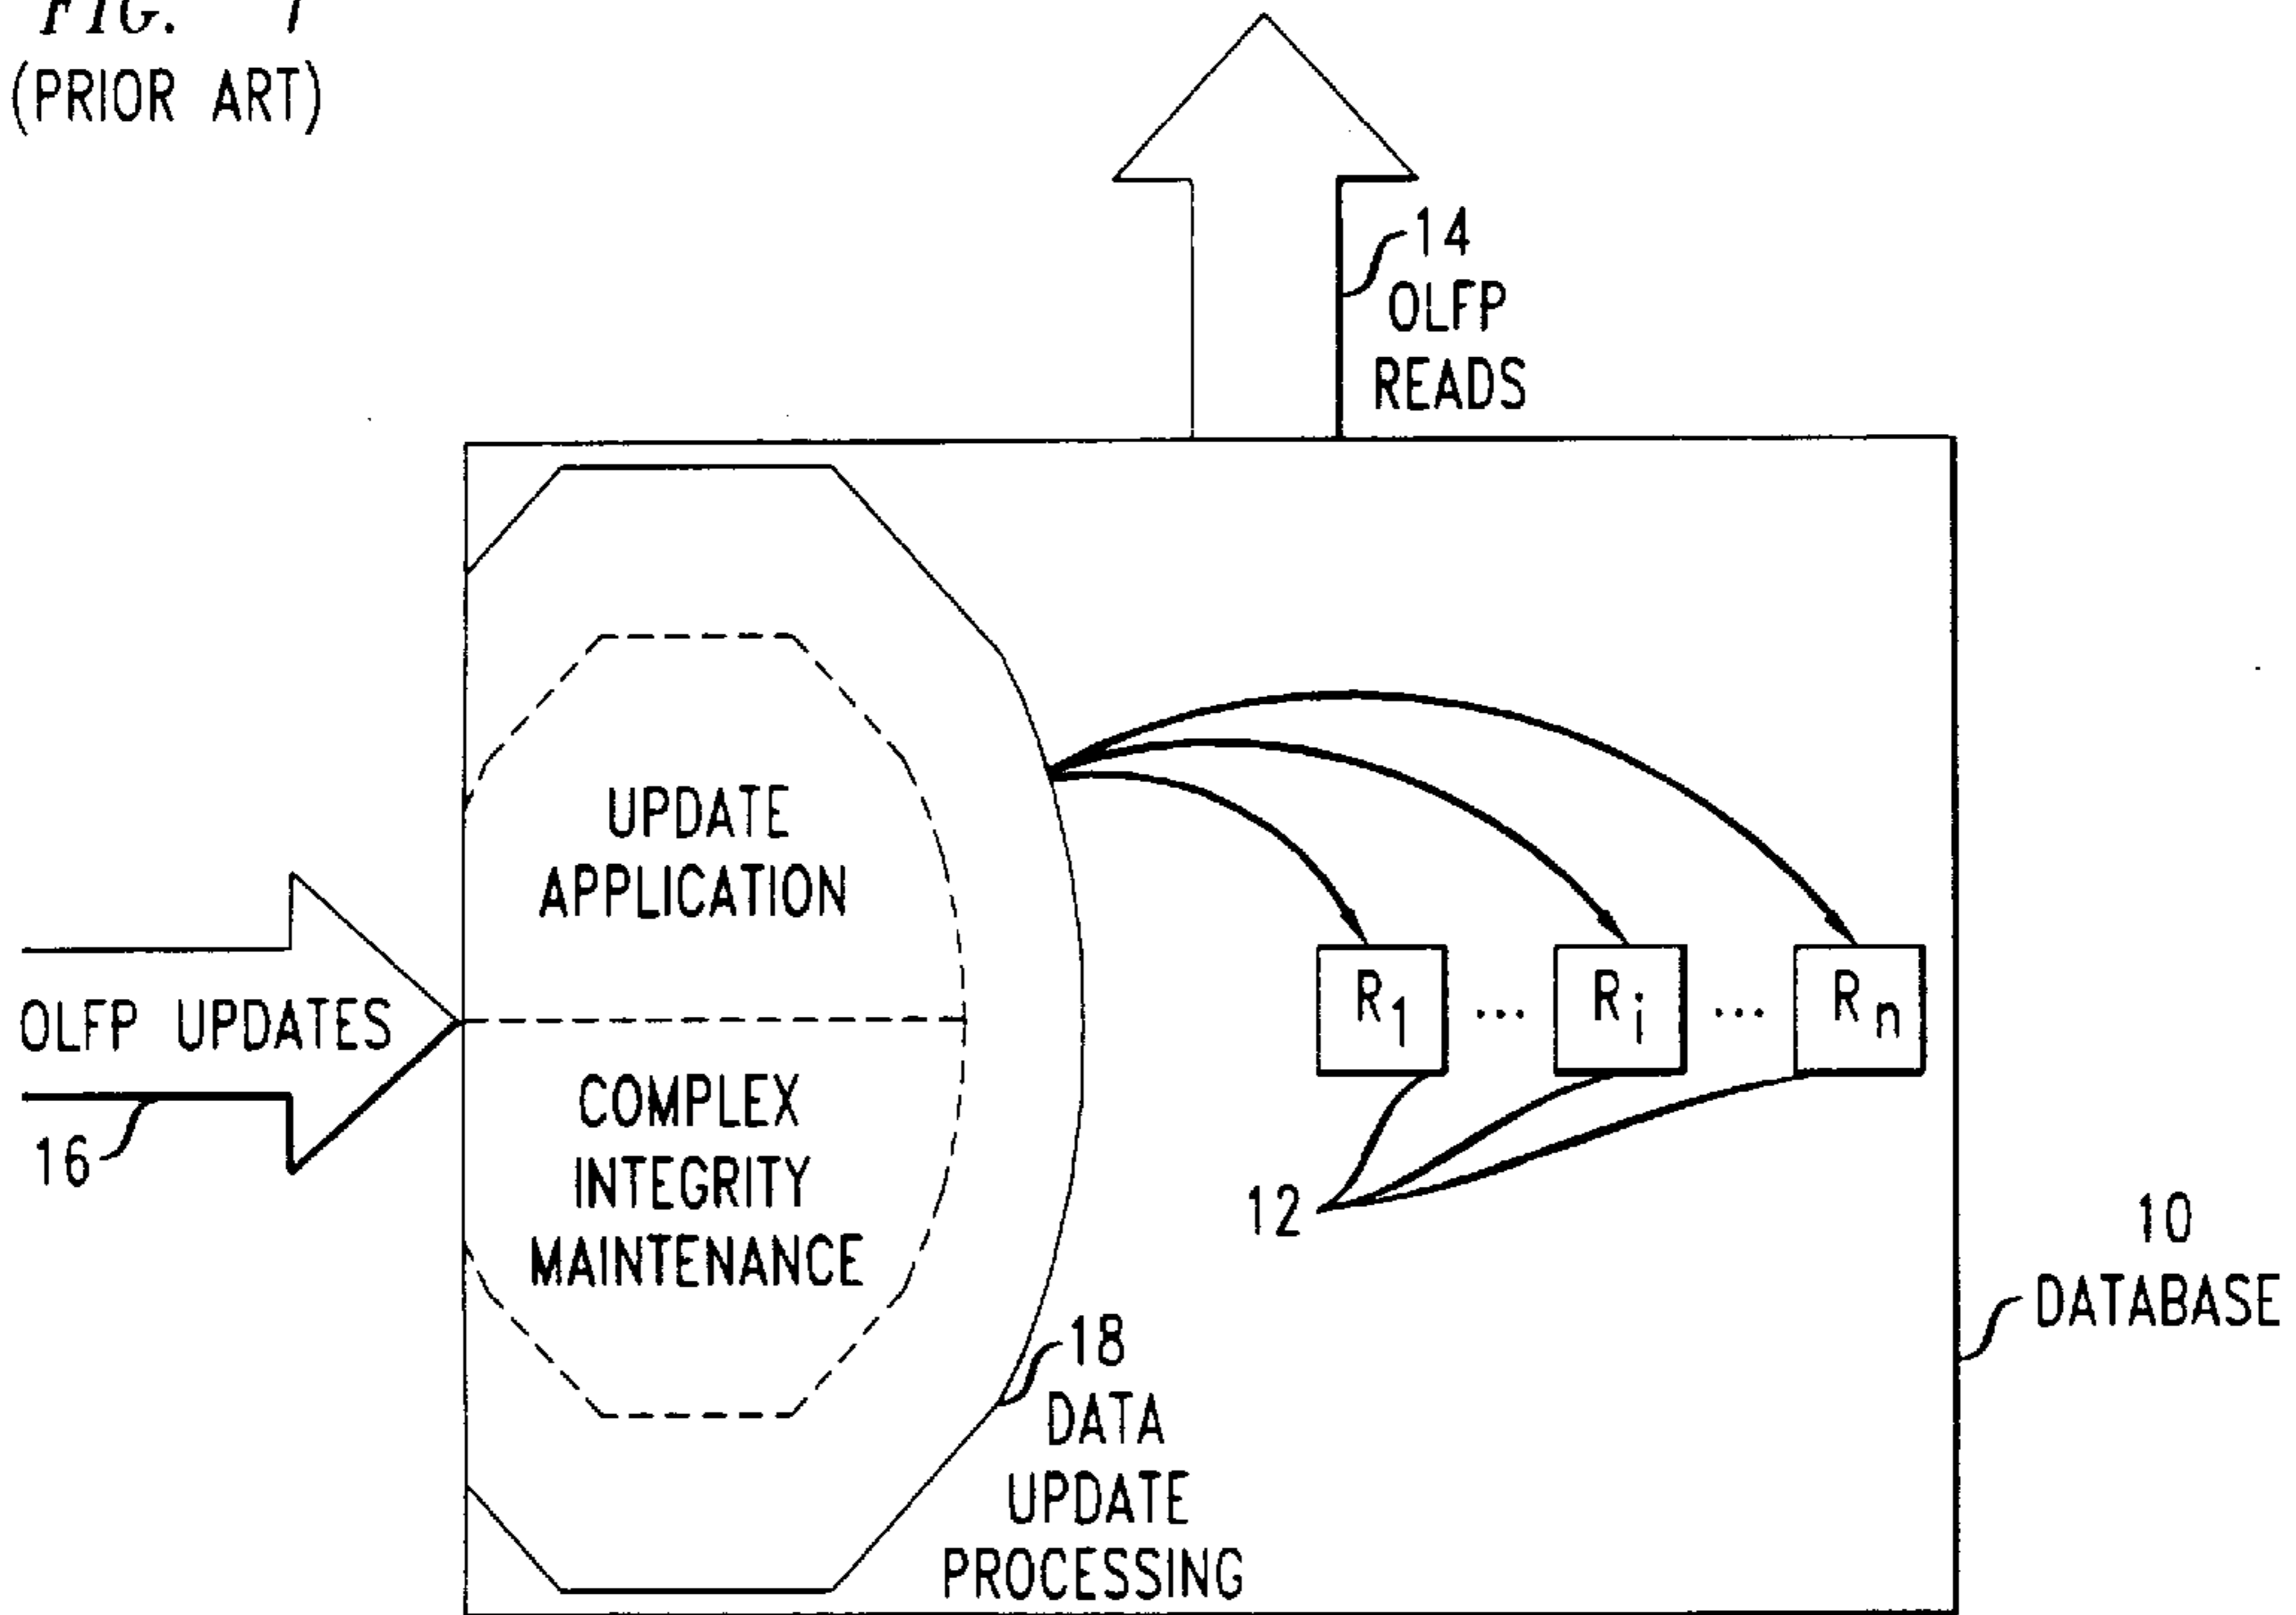 FIG. 1
(PRIOR ART)
14
OLFP
READS
UPDATE
APPLICATION
OLFP UPDATES
16
COMPLEX
INTEGRITY
MAINTENANCE
R1 ... Ri ... Rn
12
10
DATABASE
18
DATA
UPDATE
PROCESSING